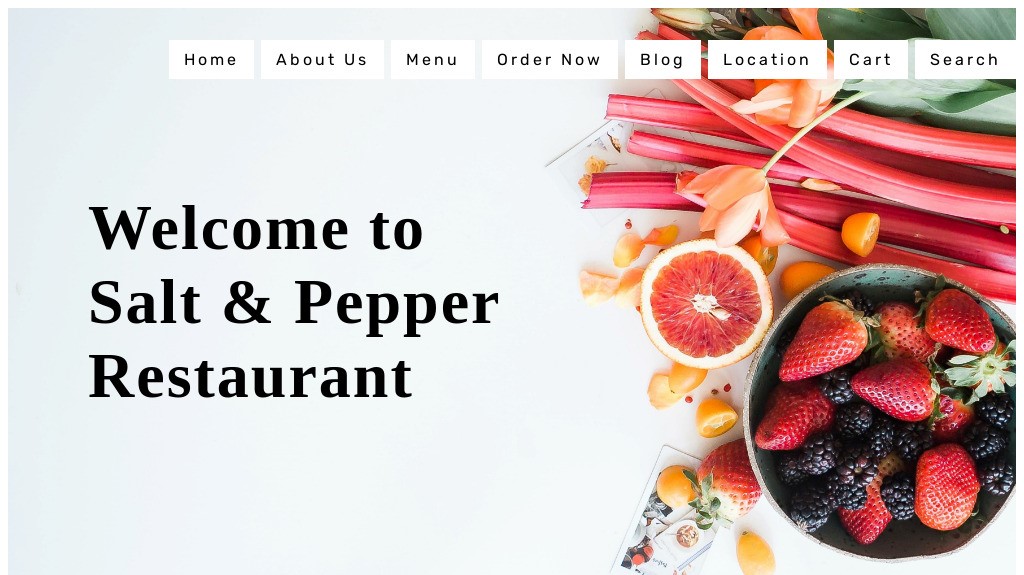 Home About Us Menu Order Now Blog Location Cart Search
Welcome to
Salt & Pepper
Restaurant